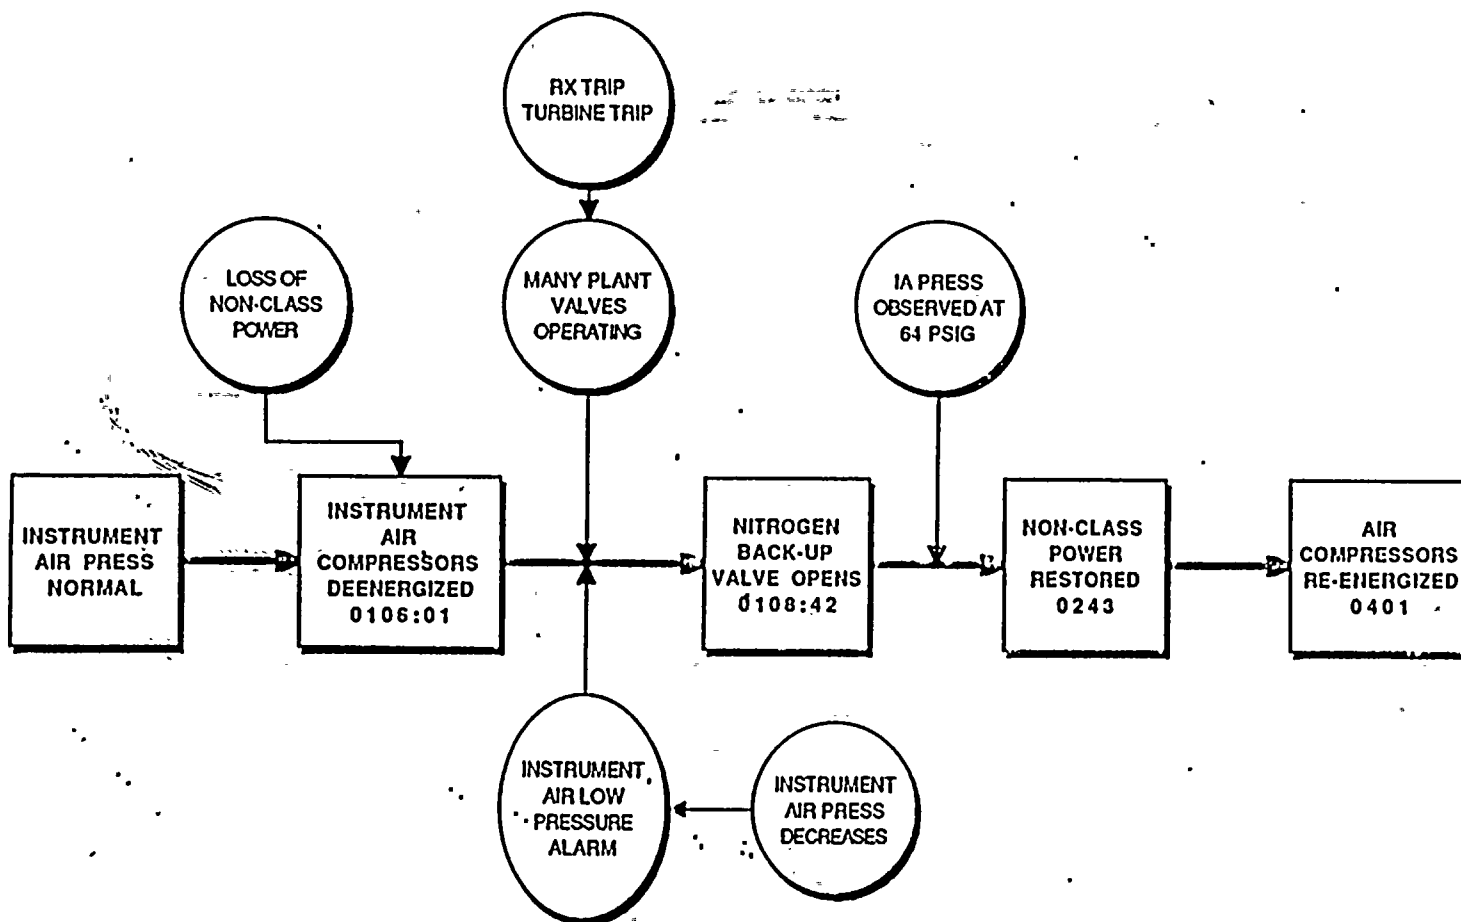 RX TRIP
TURBINE TRIP
LOSS OF
NON-CLASS
POWER
MANY PLANT
VALVES
OPERATING
IA PRESS
OBSERVED AT
64 PSIG
INSTRUMENT
AIR PRESS
NORMAL
INSTRUMENT
AIR
COMPRESSORS
DEENERGIZED
0106:01
NITROGEN
BACK-UP
VALVE OPENS
0108:42
NON-CLASS
POWER
RESTORED
0243
AIR
COMPRESSORS
RE-ENERGIZED
0401
INSTRUMENT
AIR LOW
PRESSURE
ALARM
INSTRUMENT
AIR PRESS
DECREASES